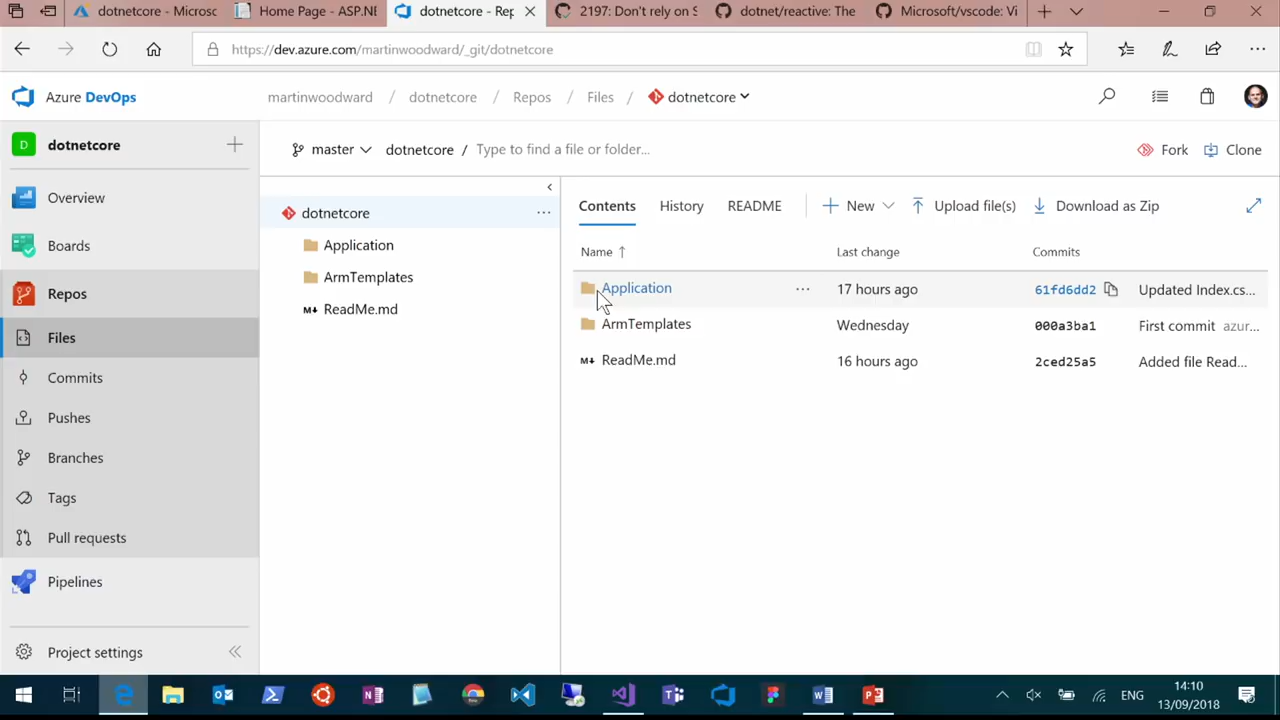 dotnetcore - Microsc
Home Page - ASP.NE
dotnetcore - Rep
2197: Don't rely on S
dotnet/reactive: The
Microsoft/vscode: Vi
https://dev.azure.com/martinwoodward/_git/dotnetcore
Azure DevOps
martinwoodward / dotnetcore / Repos / Files / dotnetcore
D dotnetcore
master dotnetcore / Type to find a file or folder...
Fork
Clone
Overview
Boards
Repos
Files
Commits
Pushes
Branches
Tags
Pull requests
Pipelines
Project settings
dotnetcore
Application
ArmTemplates
ReadMe.md
Contents
History
README
New
Upload file(s)
Download as Zip
Name ↑ Last change Commits
Application 17 hours ago 61fd6dd2 Updated Index.cs...
ArmTemplates Wednesday 000a3ba1 First commit azur...
ReadMe.md 16 hours ago 2ced25a5 Added file Read...
ENG
14:10
13/09/2018